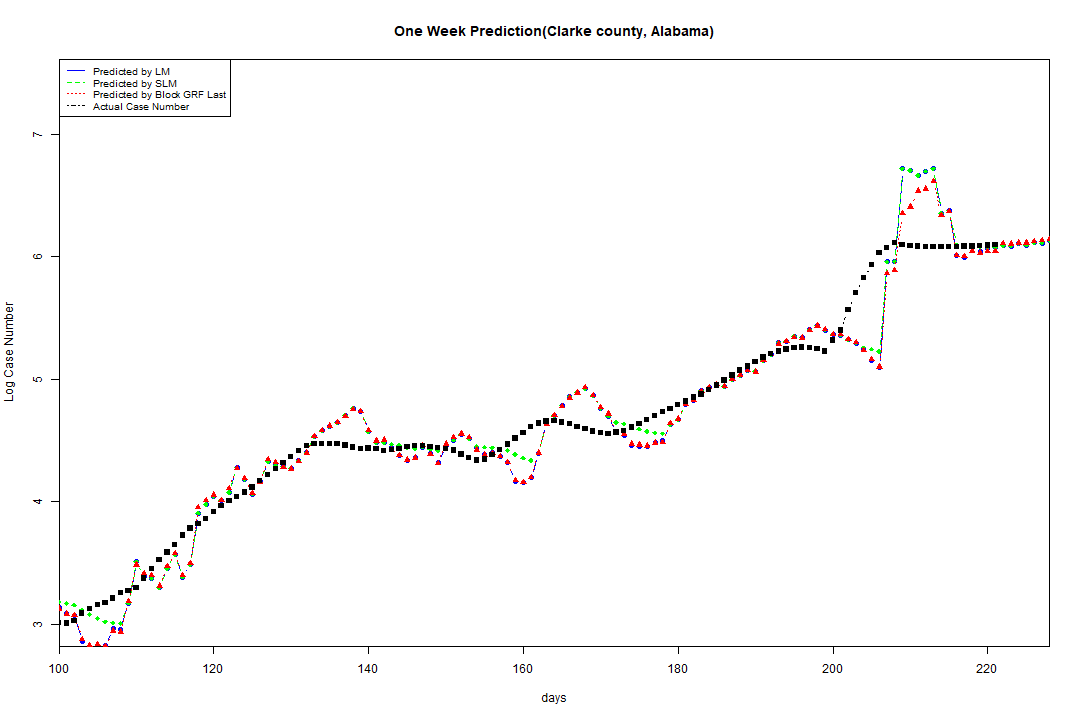 One Week Prediction(Clarke county, Alabama)
Predicted by LM
Predicted by SLM
Predicted by Block GRF Last
Actual Case Number
7
6
5
4
3
Log Case Number
100 120 140 160 180 200 220
days